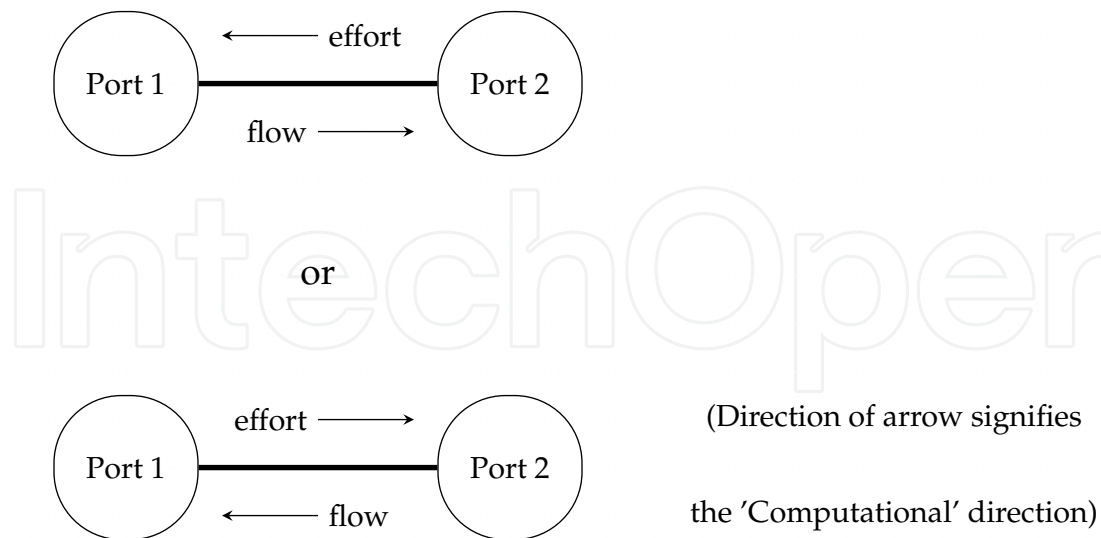 effort
Port 1 Port 2
flow
IntechOpen
or
effort (Direction of arrow signifies
Port 1 Port 2
flow the 'Computational' direction)